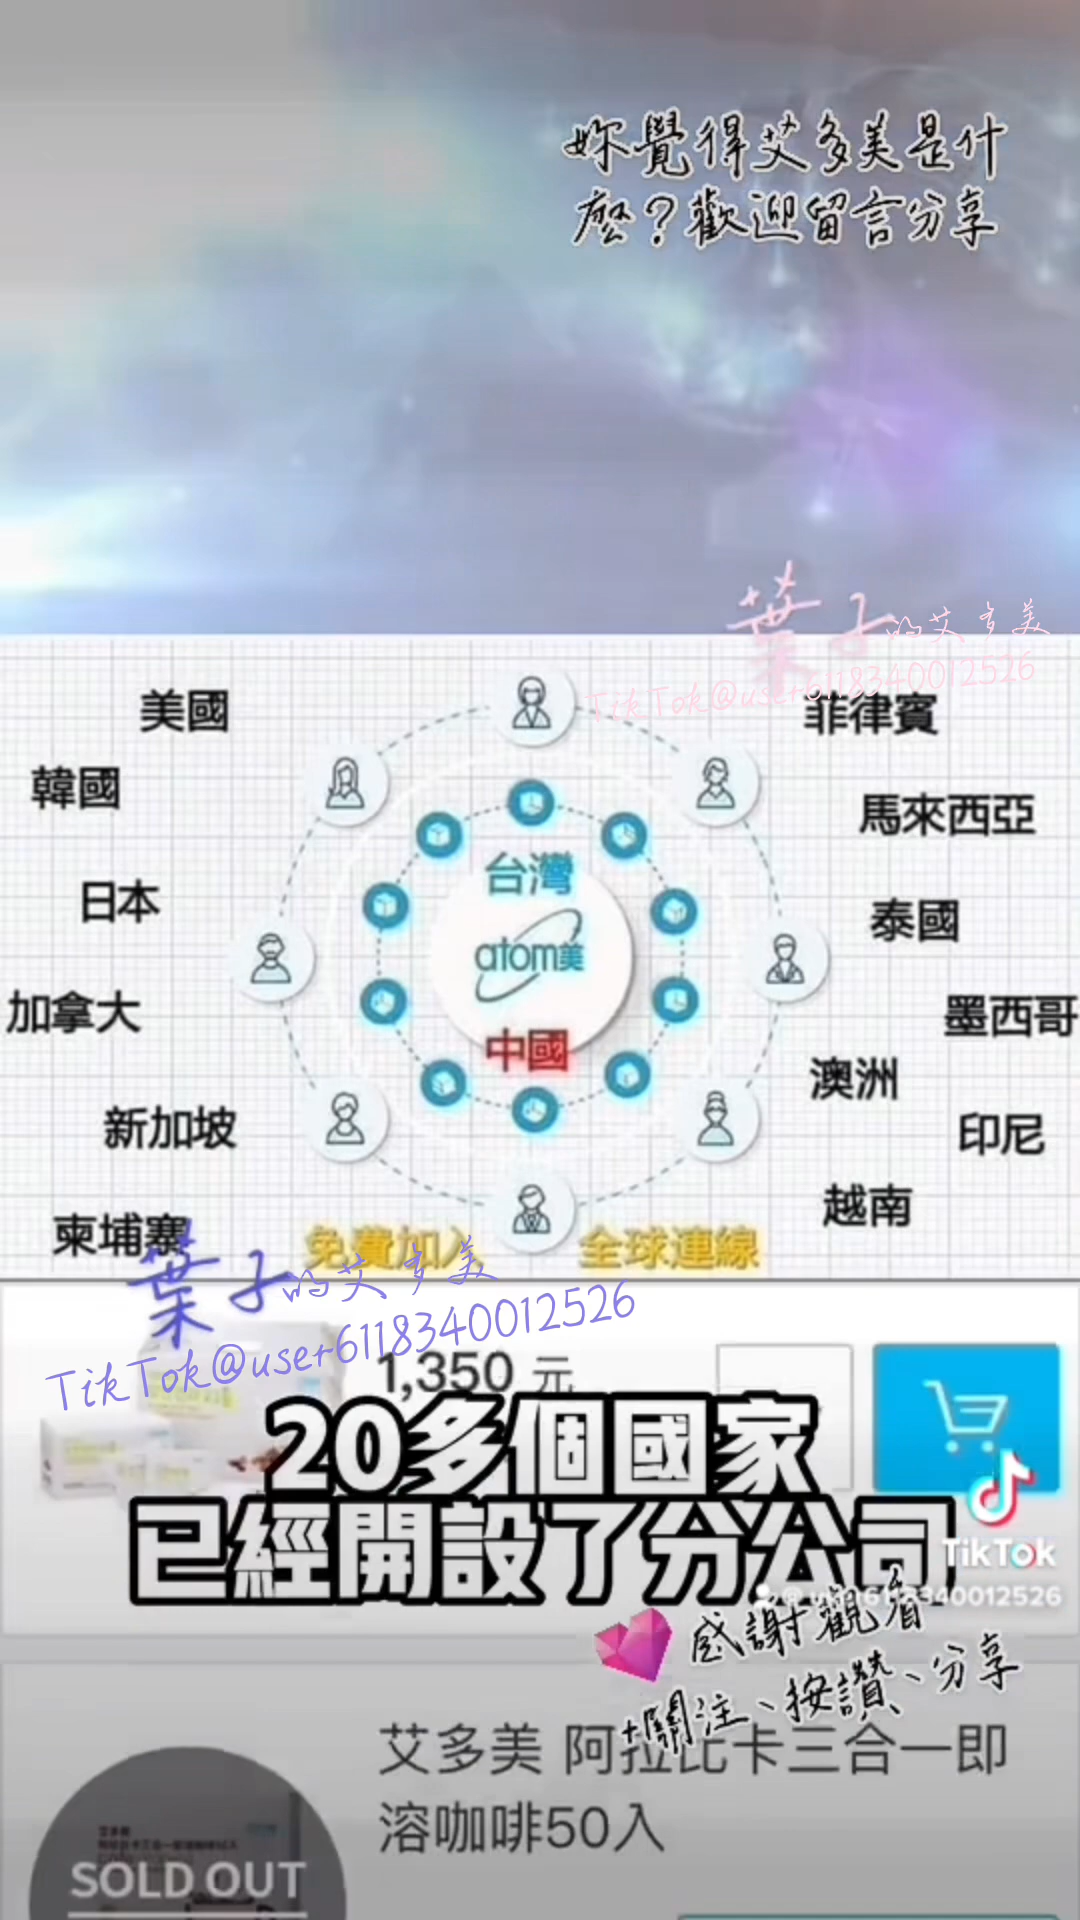 妳覺得艾多美是什
麼？歡迎留言分享
葉子的艾多美
TikTok@user6118340012526
美國
菲律賓
韓國
馬來西亞
台灣
日本
泰國
atom美
加拿大
墨西哥
中國
澳洲
新加坡
印尼
越南
柬埔寨
免費加入
全球連線
葉子的艾多美
TikTok@user6118340012526
1,350 元
20多個國家
已經開設了分公司
TikTok
@user6118340012526
感謝觀看
+關注、按讚、分享
艾多美 阿拉比卡三合一即
溶咖啡50入
SOLD OUT